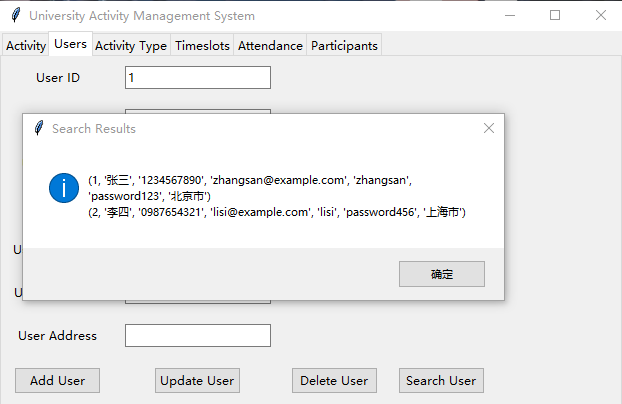 University Activity Management System
Activity Users Activity Type Timeslots Attendance Participants
User ID 1
Search Results
(1, '张三', '1234567890', 'zhangsan@example.com', 'zhangsan',
'password123', '北京市')
(2, '李四', '0987654321', 'lisi@example.com', 'lisi', 'password456', '上海市')
确定
User Address
Add User Update User Delete User Search User